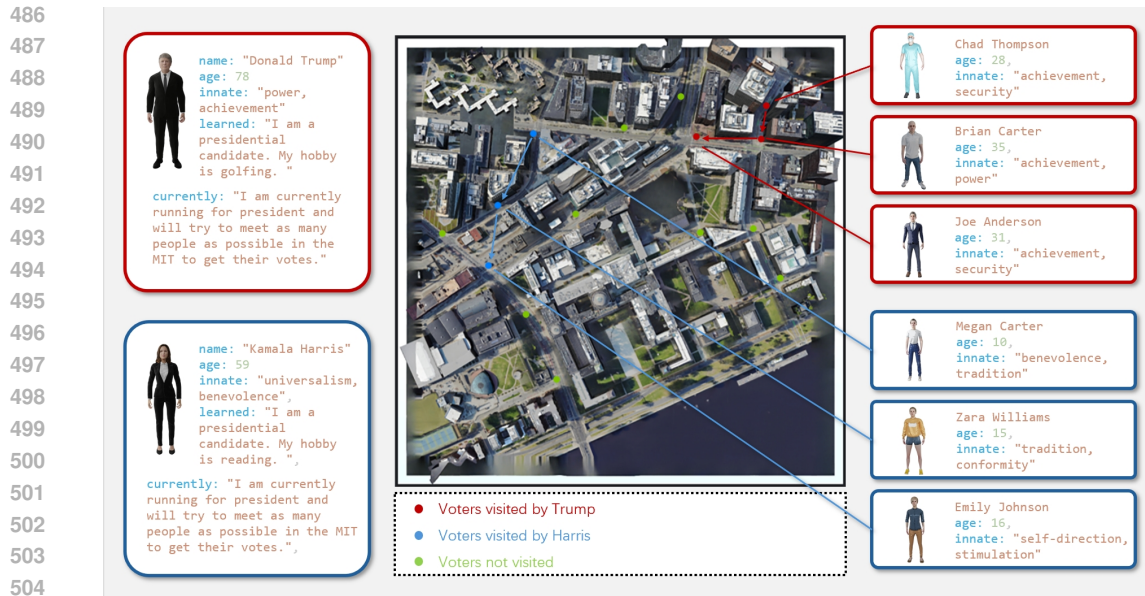 486
487
488
489
490
491
492
493
494
495
496
497
498
499
500
501
502
503
504
name: "Donald Trump"
age: 78
innate: "power,
achievement"
learned: "I am a
presidential
candidate. My hobby
is golfing. "
currently: "I am currently
running for president and
will try to meet as many
people as possible in the
MIT to get their votes."
name: "Kamala Harris"
age: 59
innate: "universalism,
benevolence",
learned: "I am a
presidential
candidate. My hobby
is reading. ",
currently: "I am currently
running for president and
will try to meet as many
people as possible in the MIT
to get their votes.",
Voters visited by Trump
Voters visited by Harris
Voters not visited
Chad Thompson
age: 28,
innate: "achievement,
security"
Brian Carter
age: 35,
innate: "achievement,
power"
Joe Anderson
age: 31,
innate: "achievement,
security"
Megan Carter
age: 10,
innate: "benevolence,
tradition"
Zara Williams
age: 15,
innate: "tradition,
conformity"
Emily Johnson
age: 16,
innate: "self-direction,
stimulation"